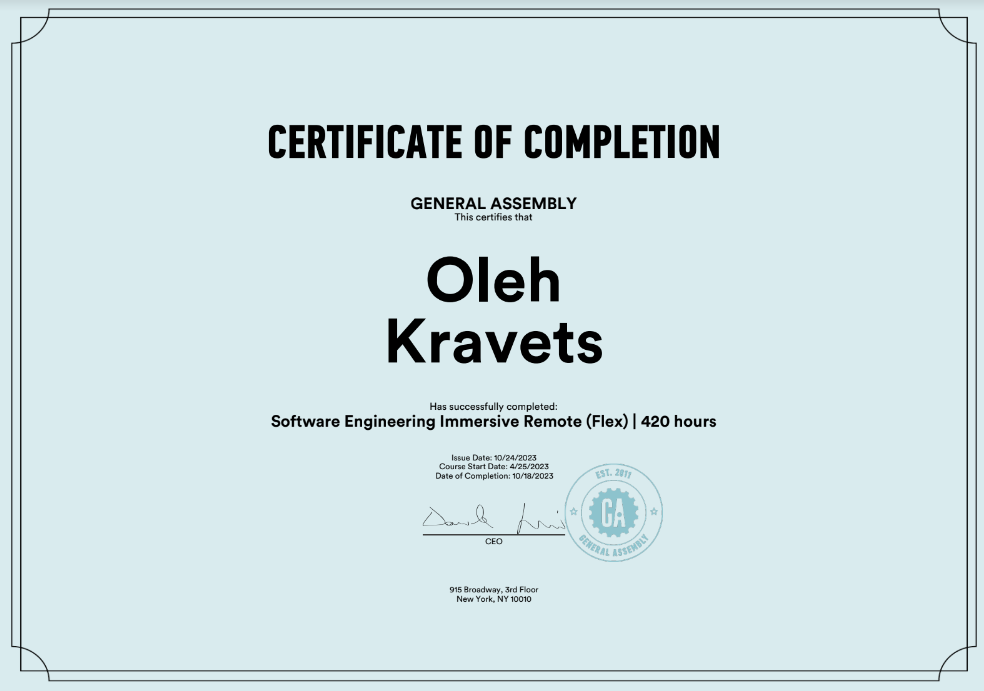 CERTIFICATE OF COMPLETION
GENERAL ASSEMBLY
This certifies that
Oleh
Kravets
Has successfully completed:
Software Engineering Immersive Remote (Flex) | 420 hours
Issue Date: 10/24/2023
Course Start Date: 4/25/2023
Date of Completion: 10/18/2023
EST. 2011
GA
GENERAL ASSEMBLY
CEO
915 Broadway, 3rd Floor
New York, NY 10010